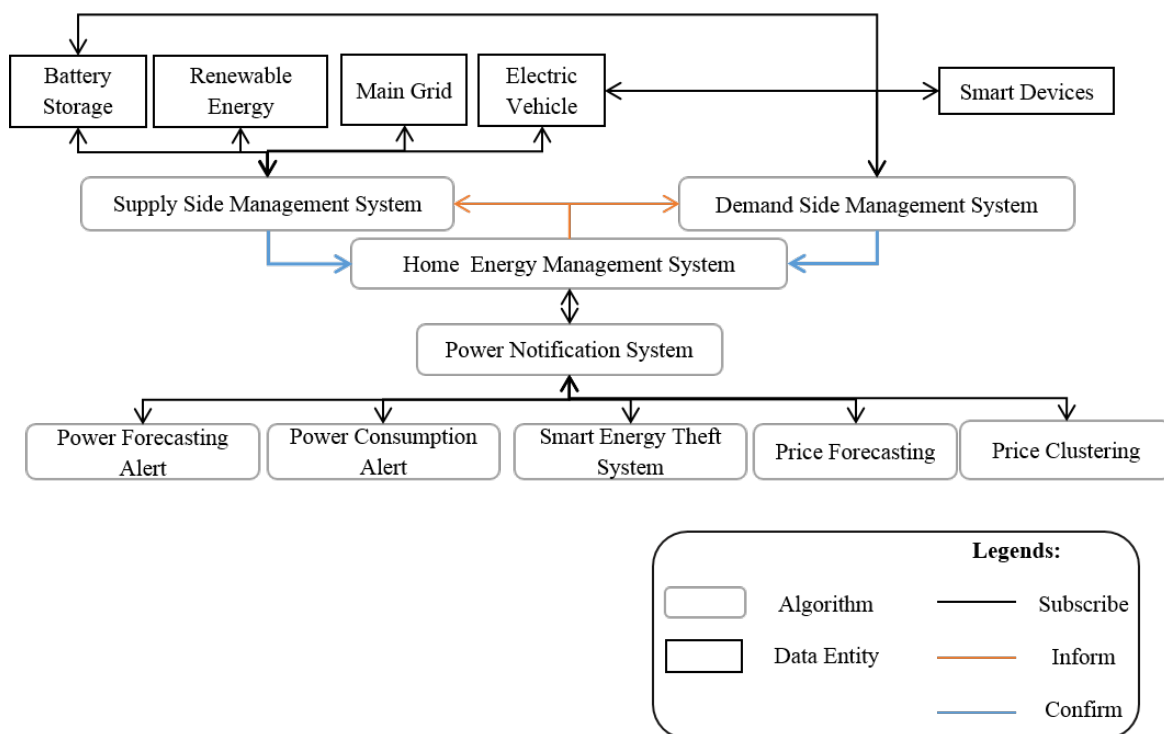 Battery
Storage
Renewable
Energy
Main Grid
Electric
Vehicle
Smart Devices
Supply Side Management System
Demand Side Management System
Home Energy Management System
Power Notification System
Power Forecasting
Alert
Power Consumption
Alert
Smart Energy Theft
System
Price Forecasting
Price Clustering
Legends:
Algorithm
Subscribe
Data Entity
Inform
Confirm